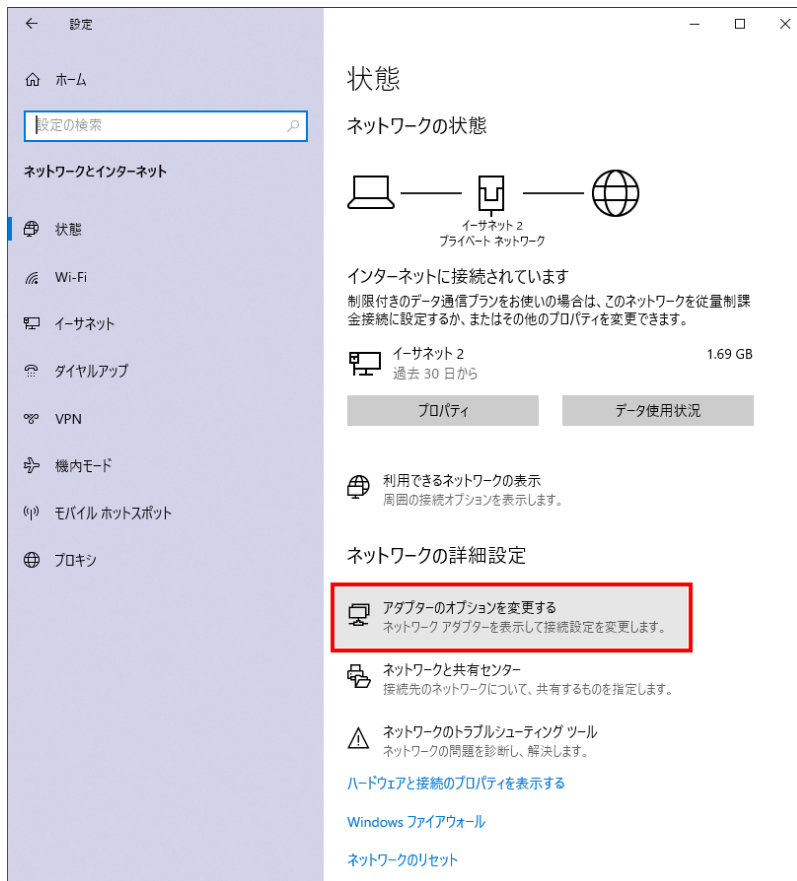 設定
ホーム
設定の検索
ネットワークとインターネット
状態
Wi-Fi
イーサネット
ダイヤルアップ
VPN
機内モード
モバイル ホットスポット
プロキシ
状態
ネットワークの状態
イーサネット 2
プライベート ネットワーク
インターネットに接続されています
制限付きのデータ通信プランをお使いの場合は、このネットワークを従量制課
金接続に設定するか、またはその他のプロパティを変更できます。
イーサネット 2
1.69 GB
過去 30 日から
プロパティ
データ使用状況
利用できるネットワークの表示
周囲の接続オプションを表示します。
ネットワークの詳細設定
アダプターのオプションを変更する
ネットワーク アダプターを表示して接続設定を変更します。
ネットワークと共有センター
接続先のネットワークについて、共有するものを指定します。
ネットワークのトラブルシューティング ツール
ネットワークの問題を診断し、解決します。
ハードウェアと接続のプロパティを表示する
Windows ファイアウォール
ネットワークのリセット